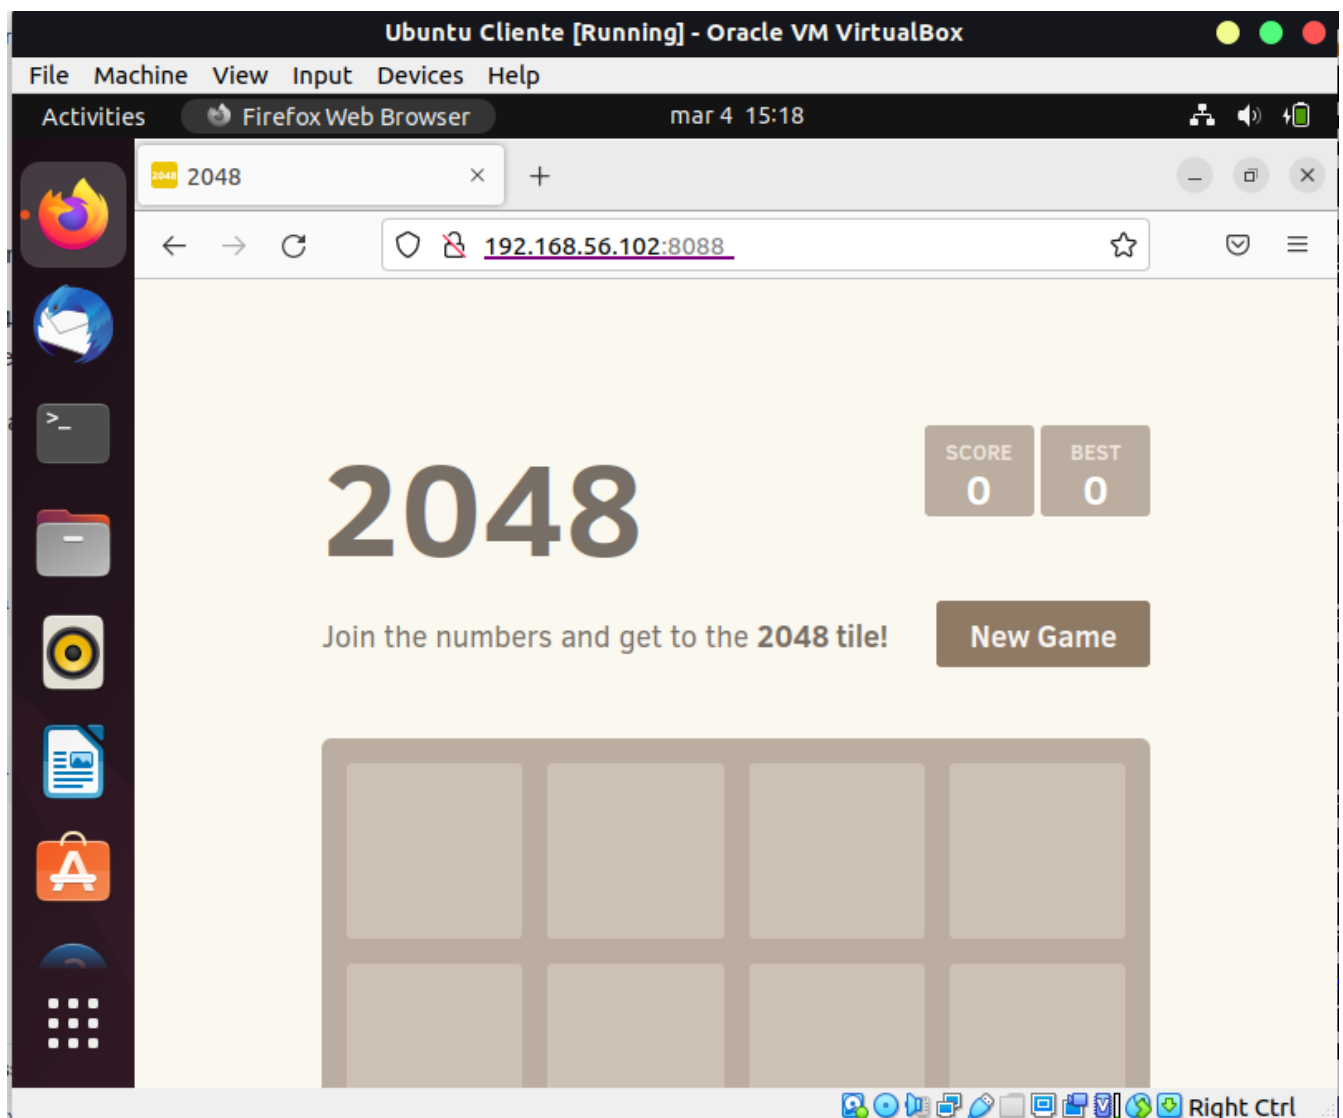 Ubuntu Cliente [Running] - Oracle VM VirtualBox
File Machine View Input Devices Help
Activities Firefox Web Browser mar 4 15:18
2048 2048
192.168.56.102:8088
>_
SCORE BEST
0 0
2048
Join the numbers and get to the 2048 tile! New Game
Right Ctrl